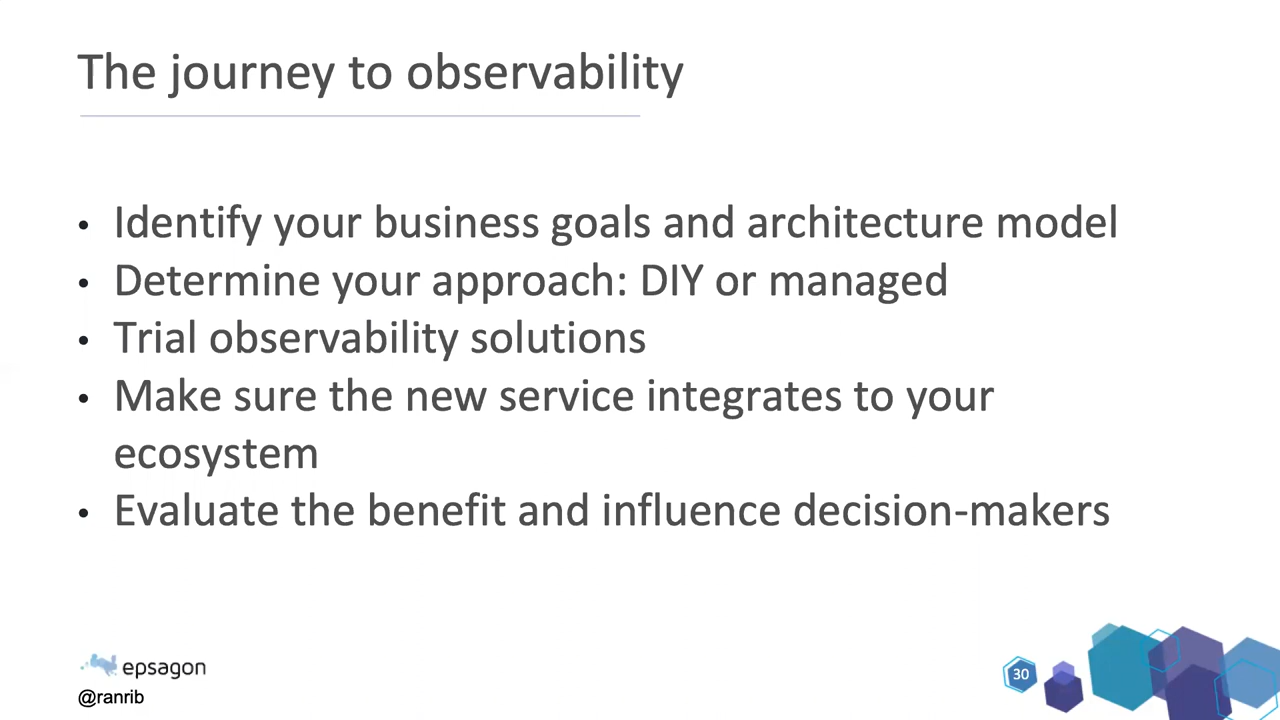 The journey to observability
• Identify your business goals and architecture model
• Determine your approach: DIY or managed
• Trial observability solutions
• Make sure the new service integrates to your
ecosystem
• Evaluate the benefit and influence decision-makers
epsagon
@ranrib
30